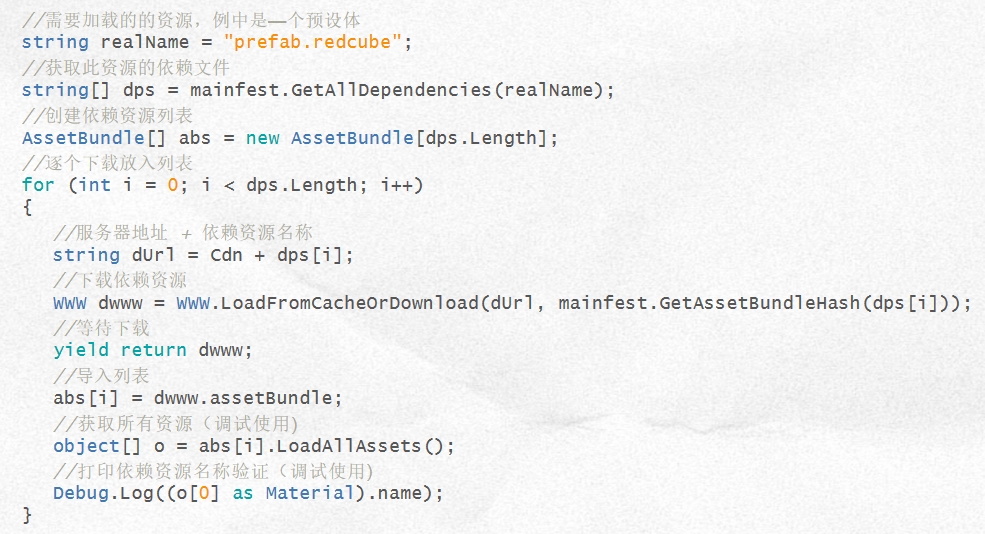 //需要加载的的资源，例中是一个预设体
string realName = "prefab.redcube";
//获取此资源的依赖文件
string[] dps = mainfest.GetAllDependencies(realName);
//创建依赖资源列表
AssetBundle[] abs = new AssetBundle[dps.Length];
//逐个下载放入列表
for (int i = 0; i < dps.Length; i++)
{
//服务器地址 + 依赖资源名称
string dUrl = Cdn + dps[i];
//下载依赖资源
WWW dwww = WWW.LoadFromCacheOrDownload(dUrl, mainfest.GetAssetBundleHash(dps[i]));
//等待下载
yield return dwww;
//导入列表
abs[i] = dwww.assetBundle;
//获取所有资源（调试使用)
object[] o = abs[i].LoadAllAssets();
//打印依赖资源名称验证（调试使用)
Debug.Log((o[0] as Material).name);
}